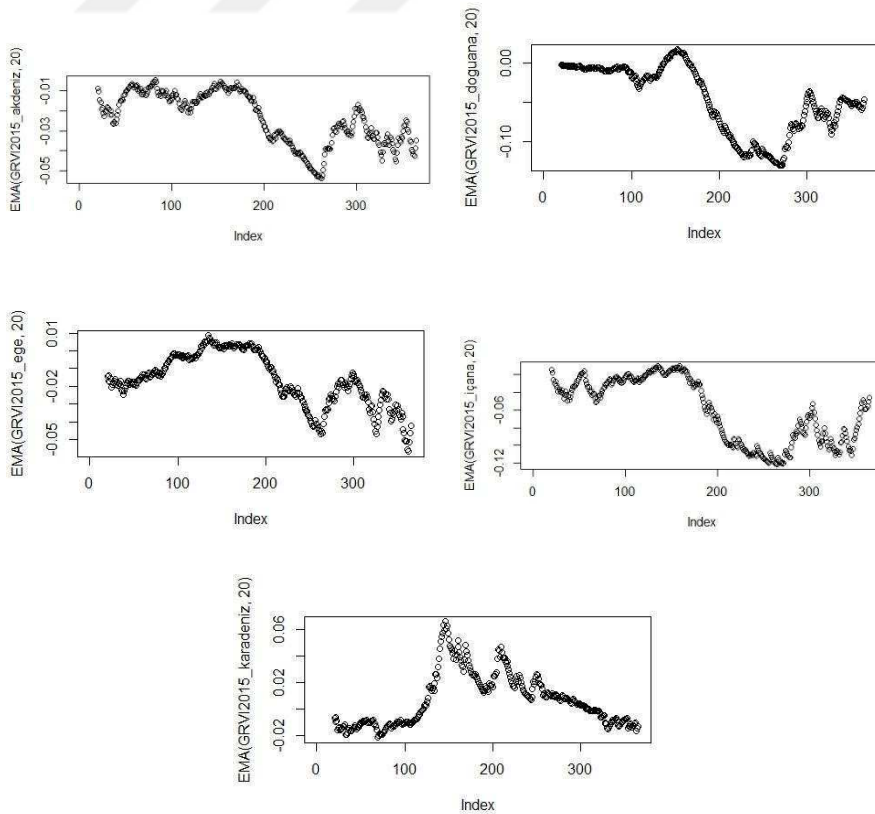 EMA(GRVI2015_akdeniz, 20)
-0.01
-0.03
-0.05
0 100 200 300
Index
EMA(GRVI2015_doguana, 20)
0.00
-0.10
0 100 200 300
Index
EMA(GRVI2015_ege, 20)
0.01
-0.02
-0.05
0 100 200 300
Index
EMA(GRVI2015_içana, 20)
-0.06
-0.12
0 100 200 300
Index
EMA(GRVI2015_karadeniz, 20)
0.06
0.02
-0.02
0 100 200 300
Index